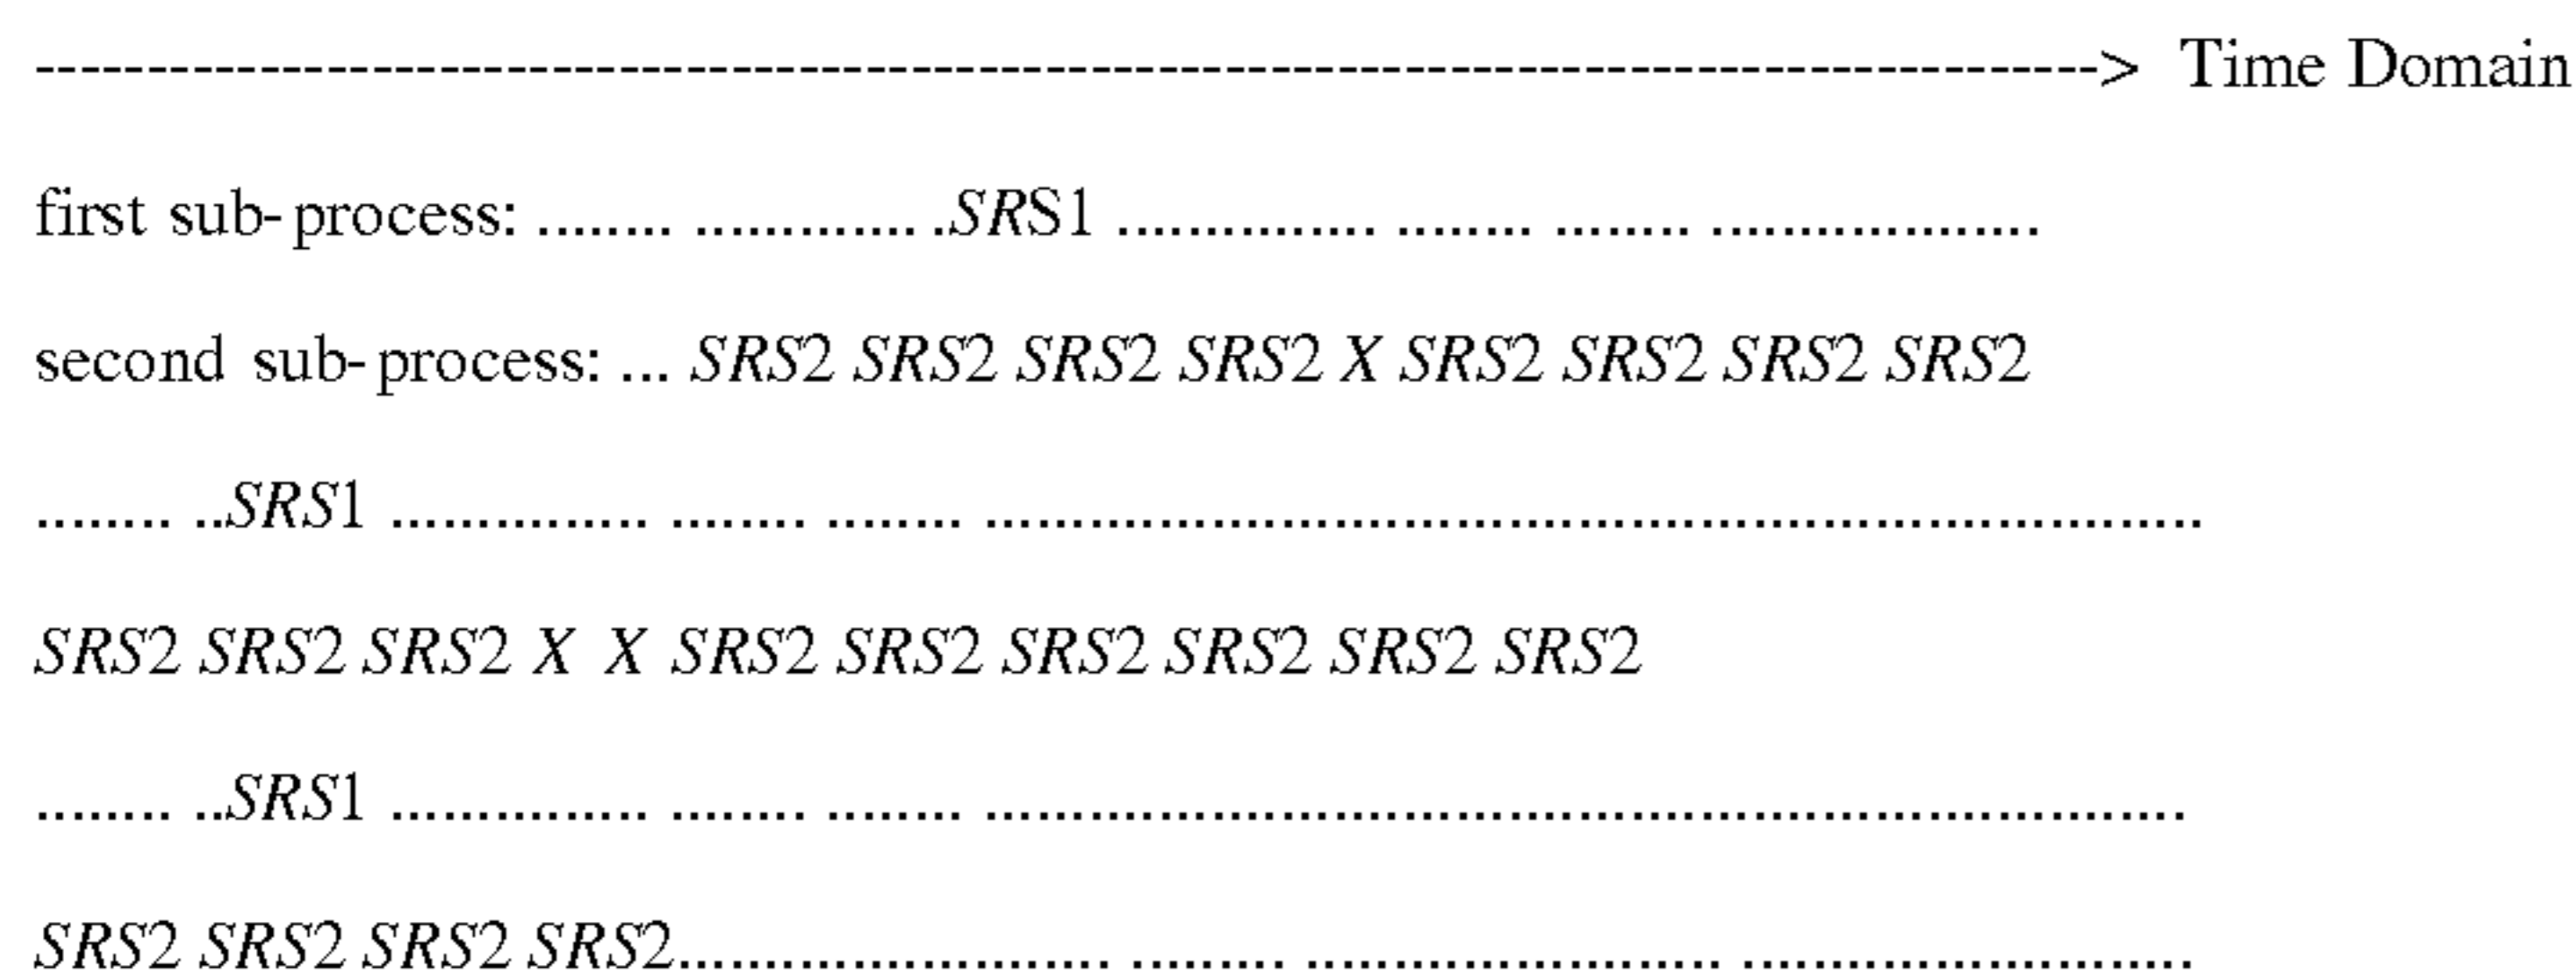 ------------------------------------------------------------------------------------------> Time Domain
first sub-process: ........ ............. .SRS1 ............... ........ ........ ...................
second sub-process: ... SRS2 SRS2 SRS2 SRS2 X SRS2 SRS2 SRS2 SRS2
........ ..SRS1 ............... ........ ........ ......................................................................
SRS2 SRS2 SRS2 X X SRS2 SRS2 SRS2 SRS2 SRS2 SRS2
........ ..SRS1 ............... ........ ........ .....................................................................
SRS2 SRS2 SRS2 SRS2......................... ......... ........................ ..........................